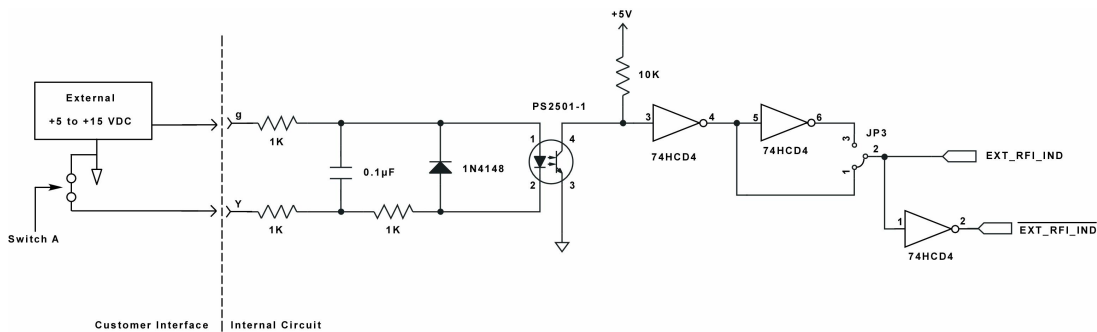 +5V
10K
External
+5 to +15 VDC
PS2501-1
g
1K
1
4
3
4
5
6
3
JP3
2
EXT_RFI_IND
0.1µF
1N4148
74HCD4
74HCD4
1
2
3
Y
1K
1K
1
2
EXT_RFI_IND
Switch A
74HCD4
Customer Interface
Internal Circuit